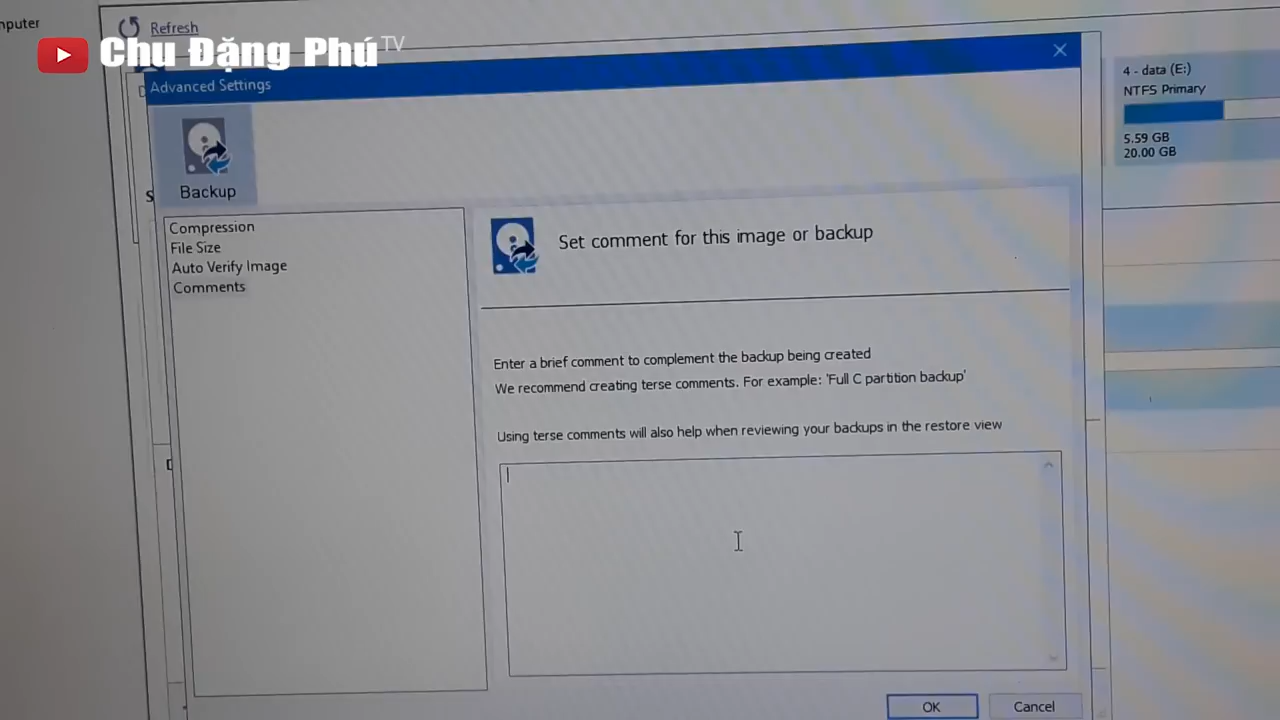 Refresh
Chu Đặng Phú TV
Advanced Settings
4 - data (E:)
NTFS Primary
5.59 GB
20.00 GB
Backup
Compression
File Size
Auto Verify Image
Comments
Set comment for this image or backup
Enter a brief comment to complement the backup being created
We recommend creating terse comments. For example: 'Full C partition backup'
Using terse comments will also help when reviewing your backups in the restore view
OK
Cancel